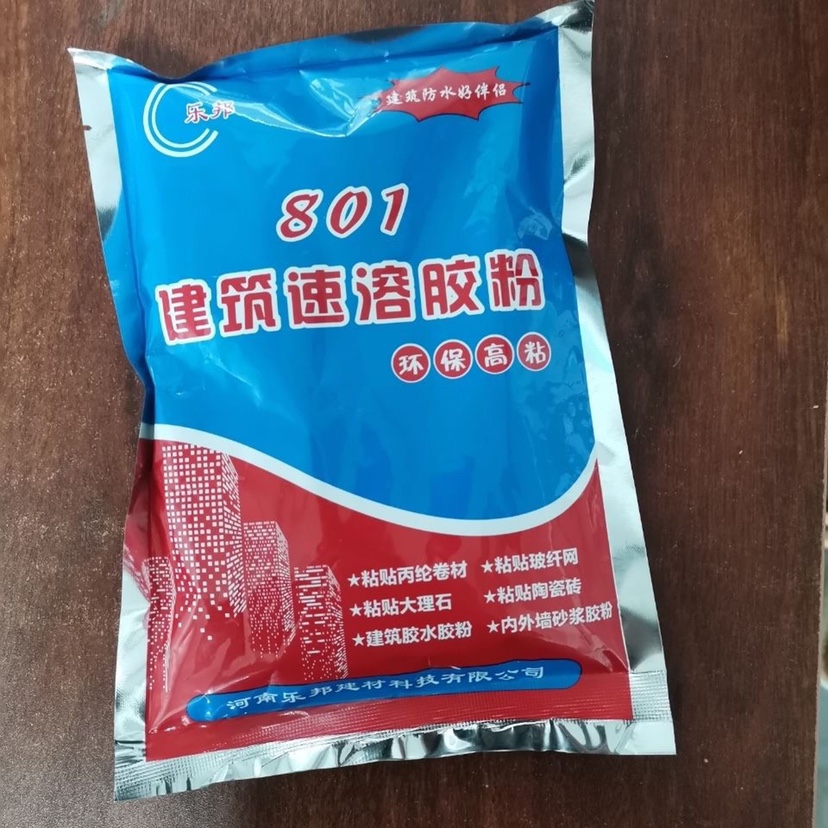 乐邦
建筑防水好伴侣
801
建筑速溶胶粉
环保高粘
★粘贴丙纶卷材 ★粘贴玻纤网
★粘贴大理石 ★粘贴陶瓷砖
★建筑胶水胶粉 ★内外墙砂浆胶粉
河南乐邦建材科技有限公司